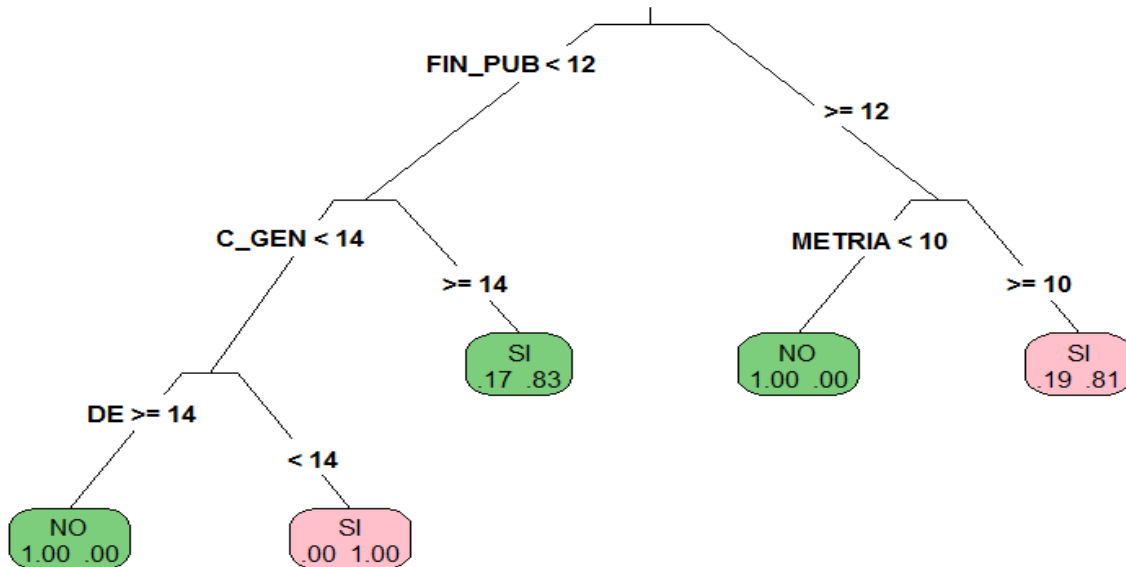 FIN_PUB < 12
>= 12
C_GEN < 14
METRIA < 10
>= 14
>= 10
SI
.17 .83
NO
1.00 .00
SI
.19 .81
DE >= 14
< 14
NO
1.00 .00
SI
.00 1.00